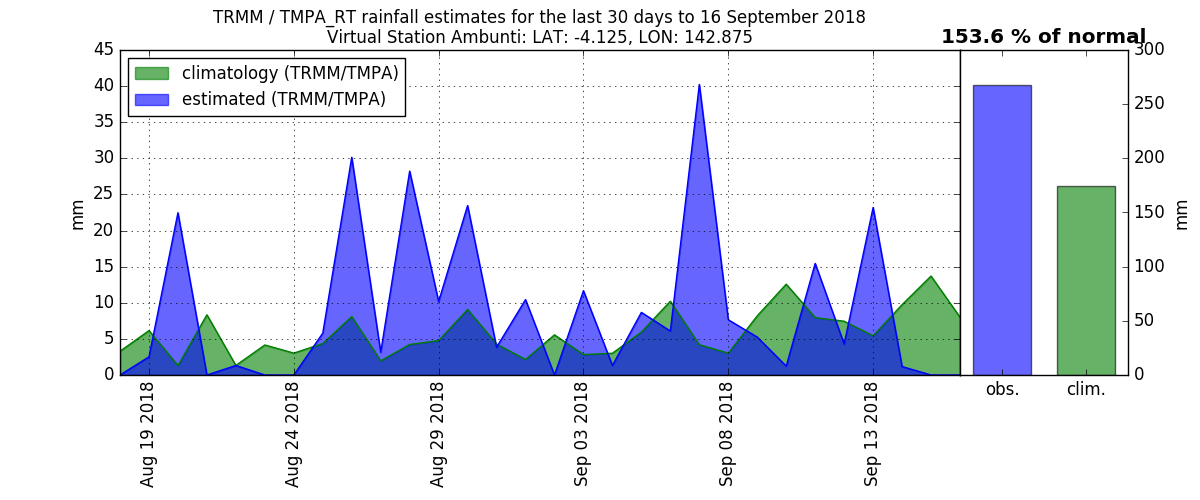 TRMM / TMPA_RT rainfall estimates for the last 30 days to 16 September 2018
Virtual Station Ambunti: LAT: -4.125, LON: 142.875
153.6 % of normal
climatology (TRMM/TMPA)
estimated (TRMM/TMPA)
45
40
35
30
25
20
15
10
5
0
mm
Aug 19 2018
Aug 24 2018
Aug 29 2018
Sep 03 2018
Sep 08 2018
Sep 13 2018
300
250
200
150
100
50
0
mm
obs.
clim.